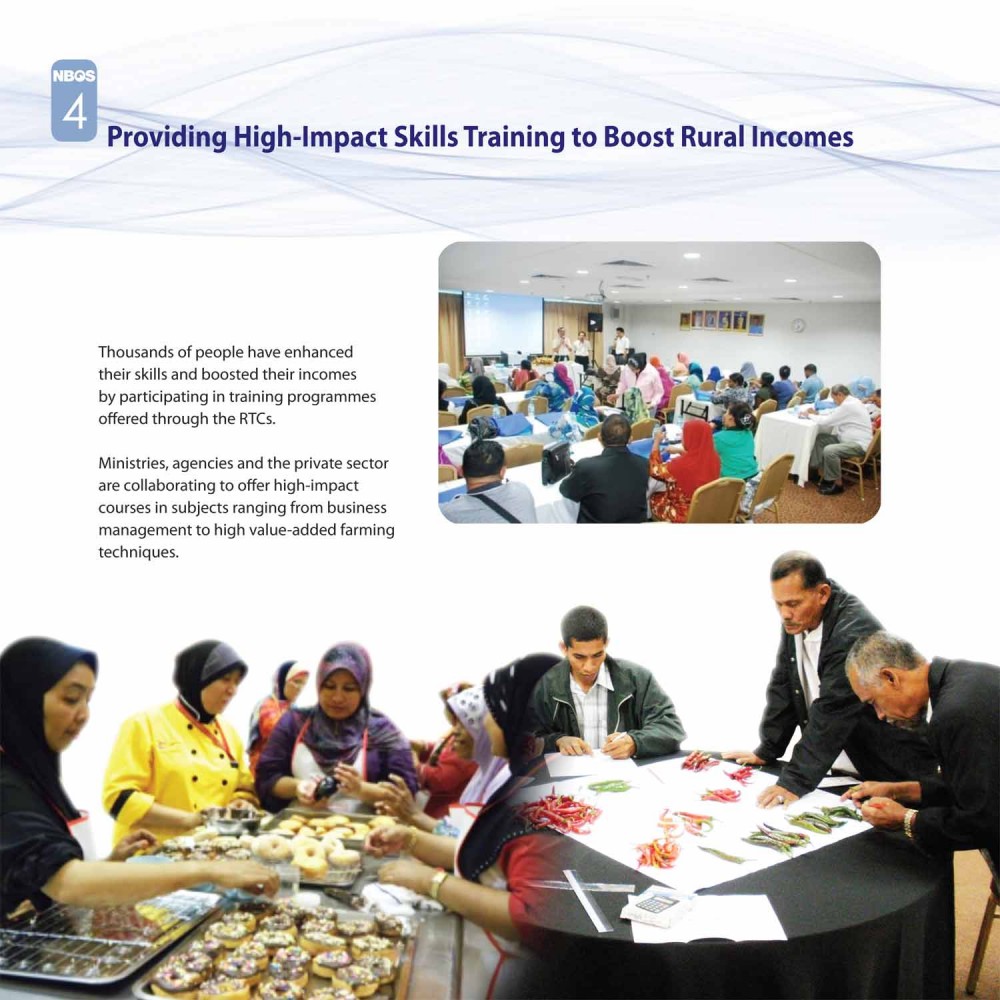 NBOS
4
Providing High-Impact Skills Training to Boost Rural Incomes
Thousands of people have enhanced
their skills and boosted their incomes
by participating in training programmes
offered through the RTCs.
Ministries, agencies and the private sector
are collaborating to offer high-impact
courses in subjects ranging from business
management to high value-added farming
techniques.